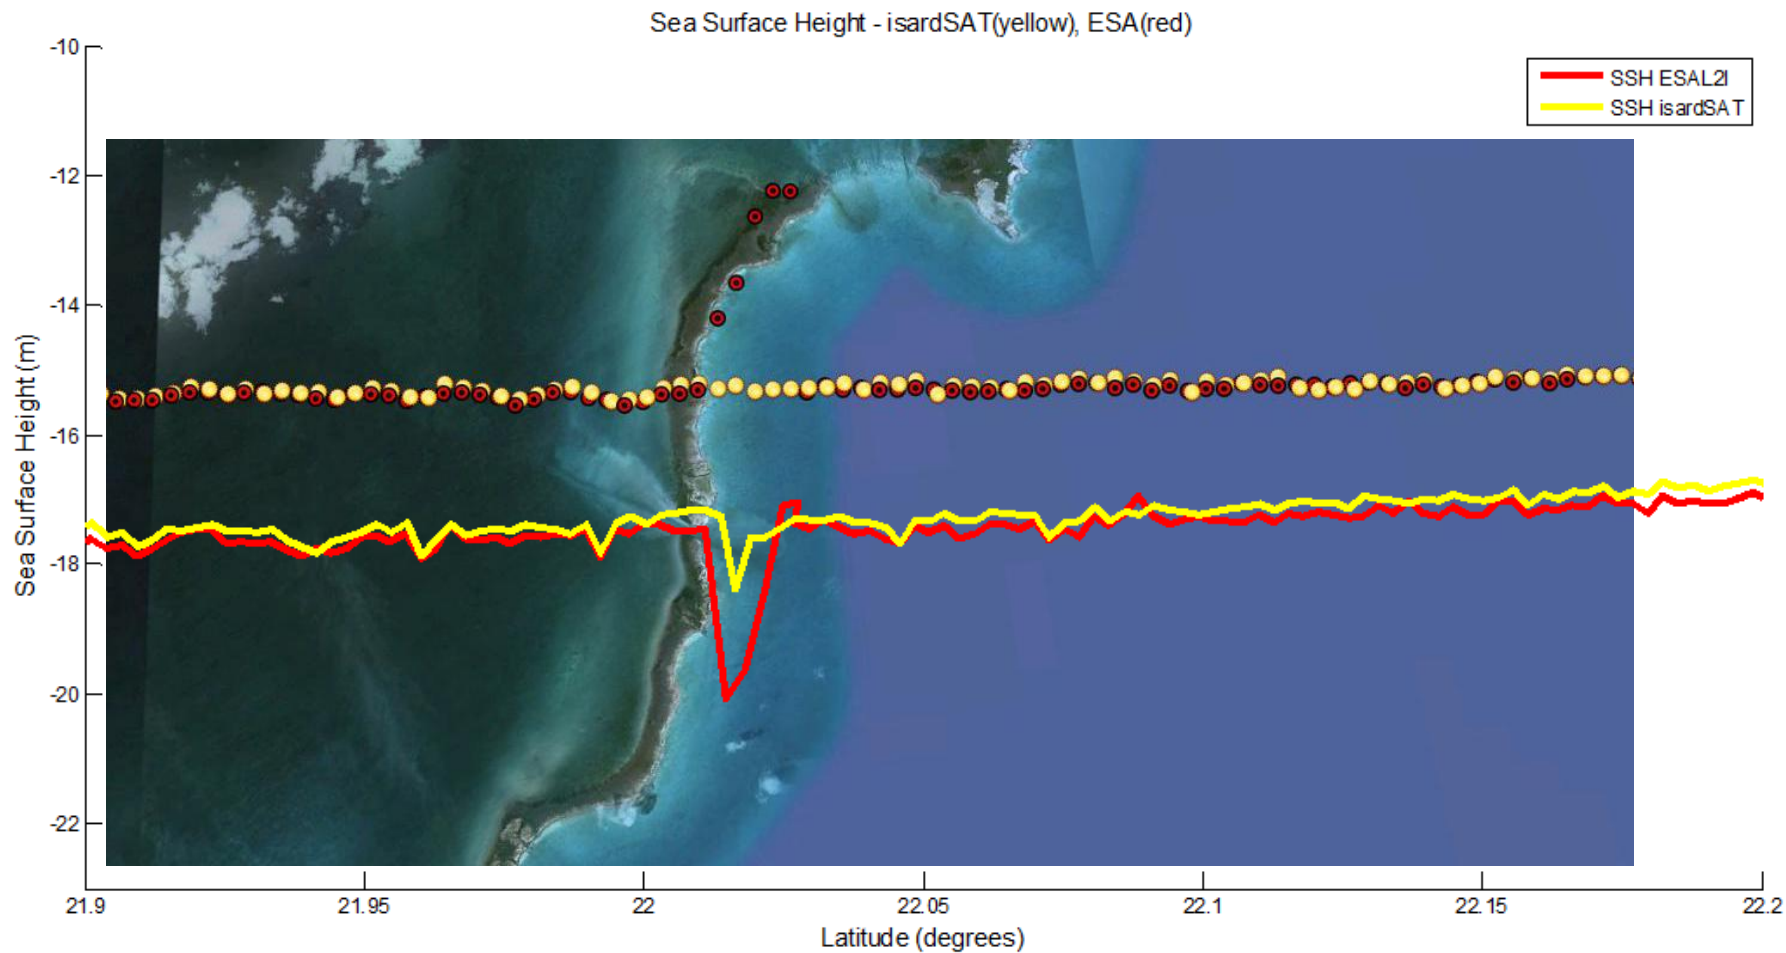 Sea Surface Height - isardSAT(yellow), ESA(red)
SSH ESAL2I
SSH isardSAT
-10
-12
-14
-16
-18
-20
-22
Sea Surface Height (m)
21.9
21.95
22
22.05
22.1
22.15
22.2
Latitude (degrees)